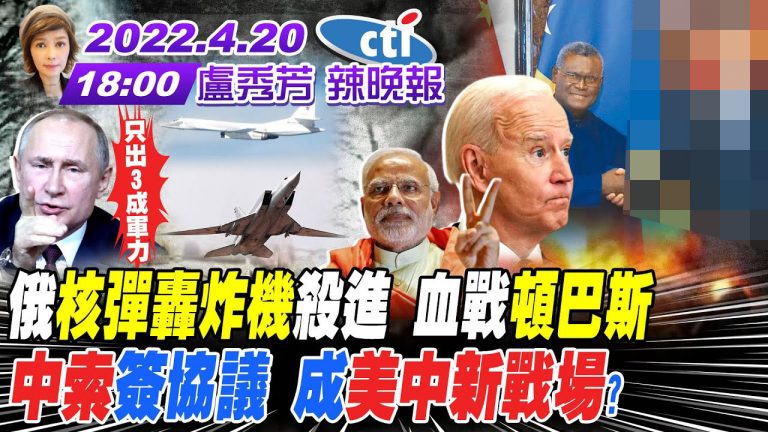 2022.4.20
cti
18:00 盧秀芳 辣晚報
只出3成軍力
俄核彈轟炸機殺進 血戰頓巴斯
中索簽協議 成美中新戰場?